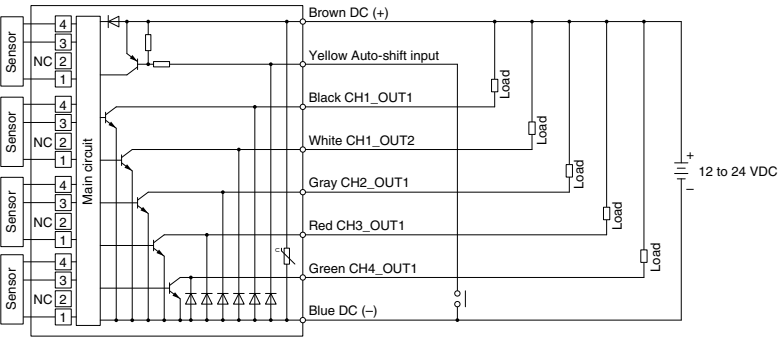 Brown DC (+)
Sensor
4
3
NC 2
1
Yellow Auto-shift input
Load
Sensor
4
3
NC 2
1
Black CH1_OUT1
Load
Main circuit
White CH1_OUT2
Load
+
12 to 24 VDC
–
Sensor
4
3
NC 2
1
Gray CH2_OUT1
Load
Red CH3_OUT1
Load
Sensor
4
3
NC 2
1
Green CH4_OUT1
Blue DC (–)